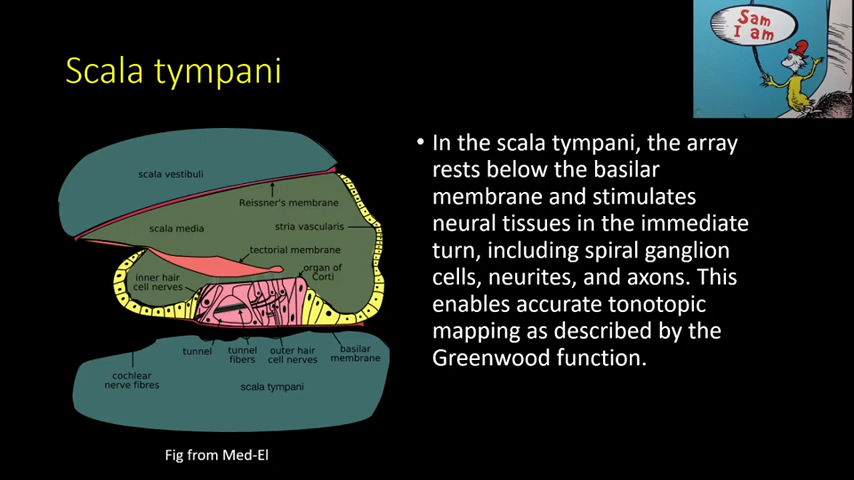 Sam
I am
Scala tympani
scala vestibuli
Reissner's membrane
scala media
stria vascularis
tectorial membrane
organ of
Corti
inner hair
cell nerves
tunnel
tunnel
fibers
outer hair
cell nerves
basilar
membrane
cochlear
nerve fibres
scala tympani
Fig from Med-El
• In the scala tympani, the array
rests below the basilar
membrane and stimulates
neural tissues in the immediate
turn, including spiral ganglion
cells, neurites, and axons. This
enables accurate tonotopic
mapping as described by the
Greenwood function.